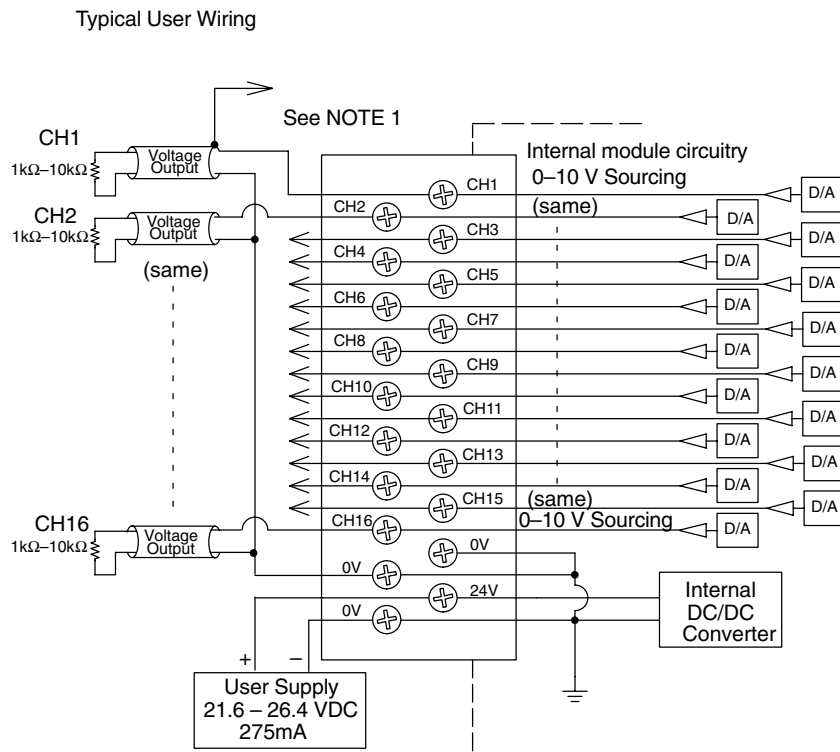 Typical User Wiring
See NOTE 1
CH1
1kΩ–10kΩ
Voltage
Output
CH2
1kΩ–10kΩ
Voltage
Output
(same)
CH16
1kΩ–10kΩ
Voltage
Output
Internal module circuitry
0–10 V Sourcing
(same)
CH1
D/A
CH2
D/A
CH3
D/A
CH4
D/A
CH5
D/A
CH6
D/A
CH7
D/A
CH8
D/A
CH9
D/A
CH10
D/A
CH11
D/A
CH12
D/A
CH13
D/A
CH14
D/A
CH15
D/A
(same)
0–10 V Sourcing
CH16
D/A
0V
0V
24V
0V
Internal
DC/DC
Converter
+ –
User Supply
21.6 – 26.4 VDC
275mA